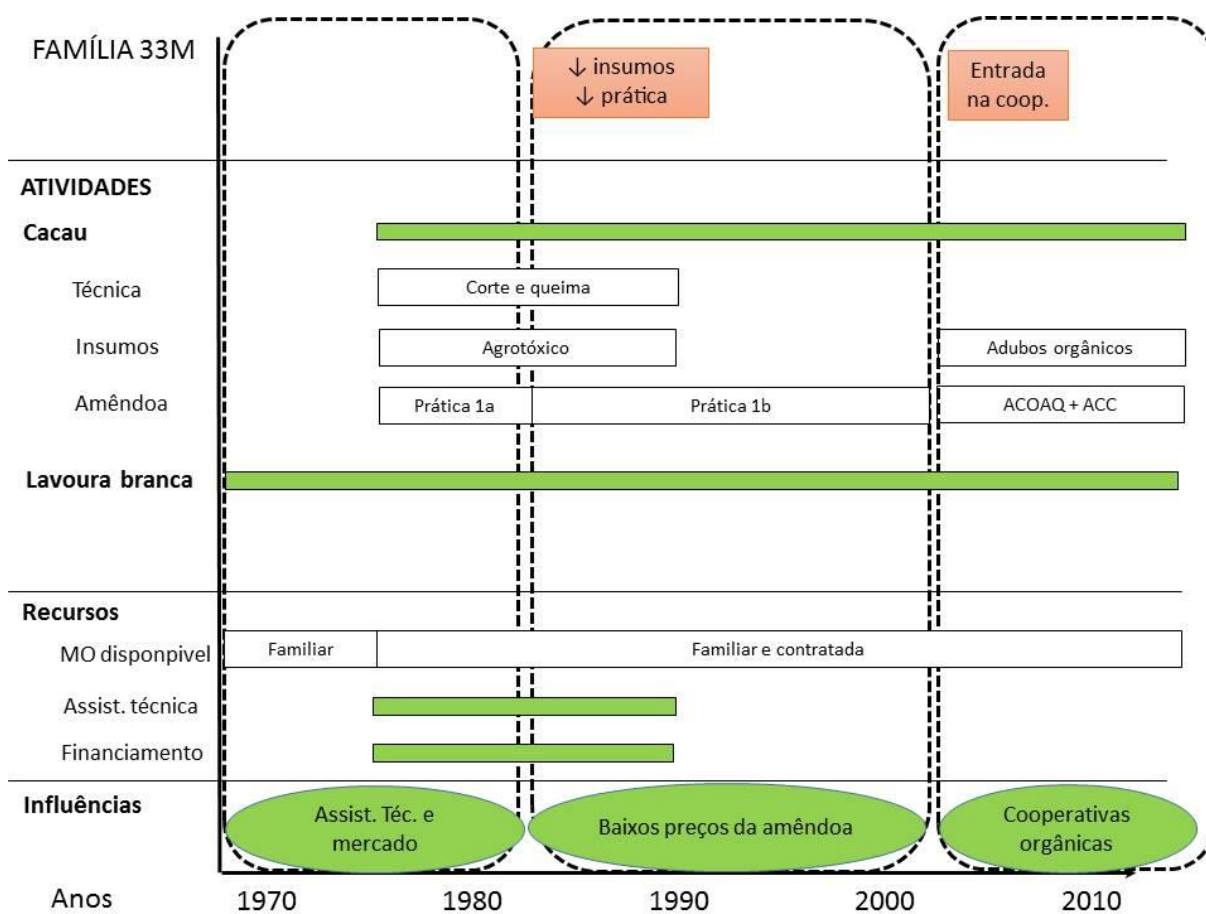 FAMÍLIA 33M
↓ insumos
↓ prática
Entrada
na coop.
ATIVIDADES
Cacau
Técnica
Corte e queima
Insumos
Agrotóxico
Adubos orgânicos
Amêndoa
Prática 1a
Prática 1b
ACOAQ + ACC
Lavoura branca
Recursos
MO disponpivel
Familiar
Familiar e contratada
Assist. técnica
Financiamento
Influências
Assist. Téc. e
mercado
Baixos preços da amêndoa
Cooperativas
orgânicas
Anos
1970
1980
1990
2000
2010